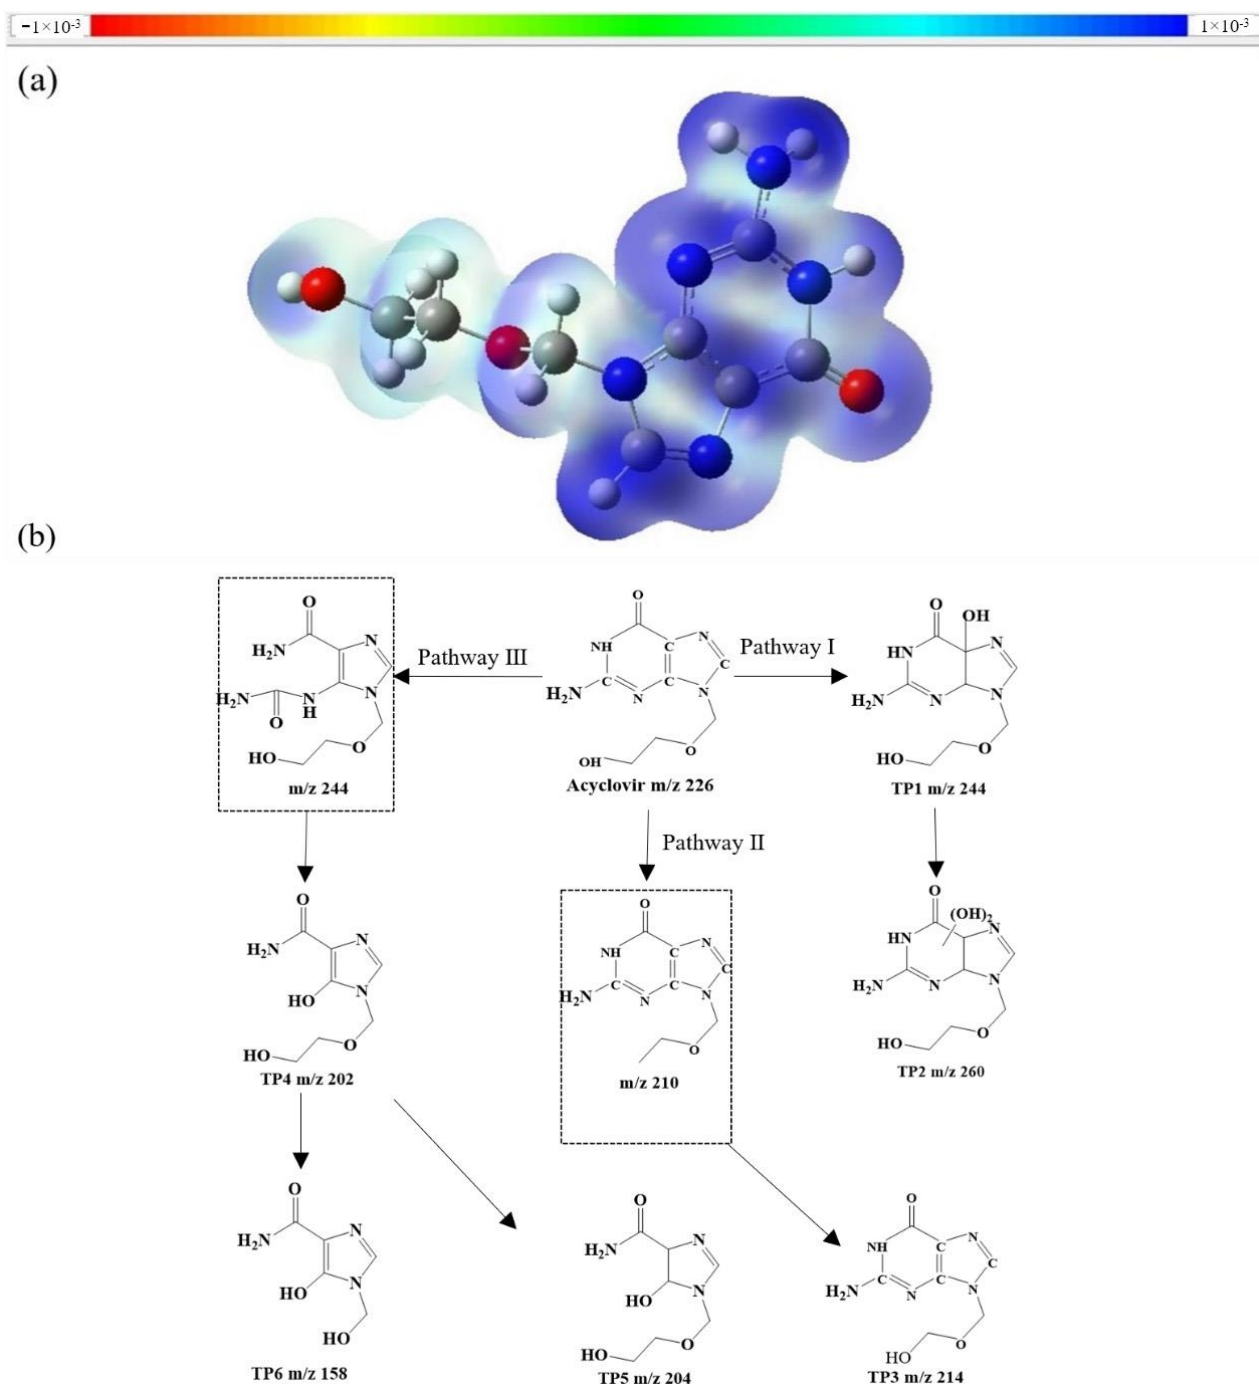 −1×10-3 1×10-3
(a)
(b)
O
H2N
N
H2N
N
H
O
N
O
HO
m/z 244
Pathway III
O
NH
N
C
C
C
C
H2N
N
N
O
OH
Acyclovir m/z 226
Pathway I
O
OH
HN
N
H2N
N
N
O
HO
TP1 m/z 244
Pathway II
O
H2N
N
HO
N
O
HO
TP4 m/z 202
O
NH
N
C
C
C
C
H2N
N
N
O
m/z 210
O
(OH)2
HN
N
H2N
N
N
O
HO
TP2 m/z 260
O
H2N
N
HO
N
HO
TP6 m/z 158
O
H2N
N
HO
N
O
HO
TP5 m/z 204
O
NH
N
C
C
C
C
H2N
N
N
O
HO
TP3 m/z 214